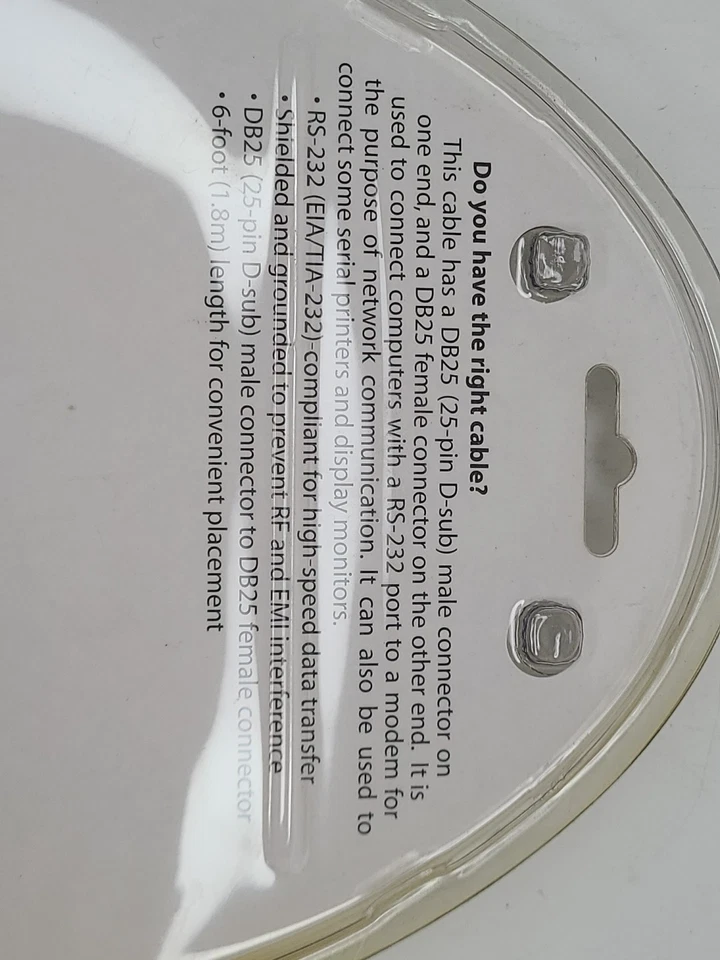 Do you have the right cable?
This cable has a DB25 (25-pin D-sub) male connector on
one end, and a DB25 female connector on the other end. It is
used to connect computers with a RS-232 port to a modem for
the purpose of network communication. It can also be used to
connect some serial printers and display monitors.
• RS-232 (EIA/TIA-232)-compliant for high-speed data transfer
• Shielded and grounded to prevent RF and EMI interference
• DB25 (25-pin D-sub) male connector to DB25 female connector
• 6-foot (1.8m) length for convenient placement